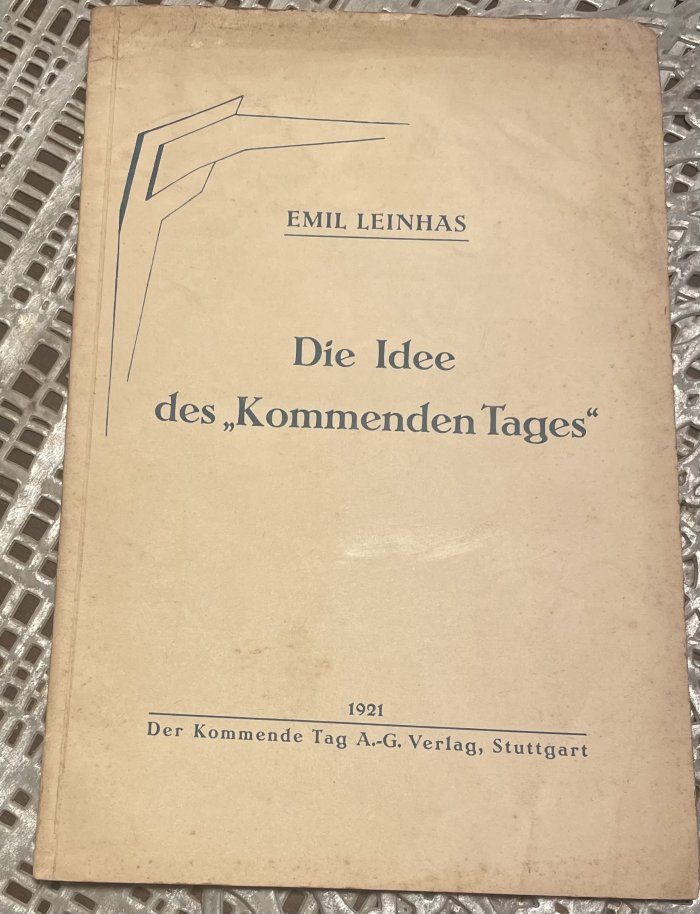 EMIL LEINHAS
Die Idee
des „Kommenden Tages“
1921
Der Kommende Tag A.-G. Verlag, Stuttgart